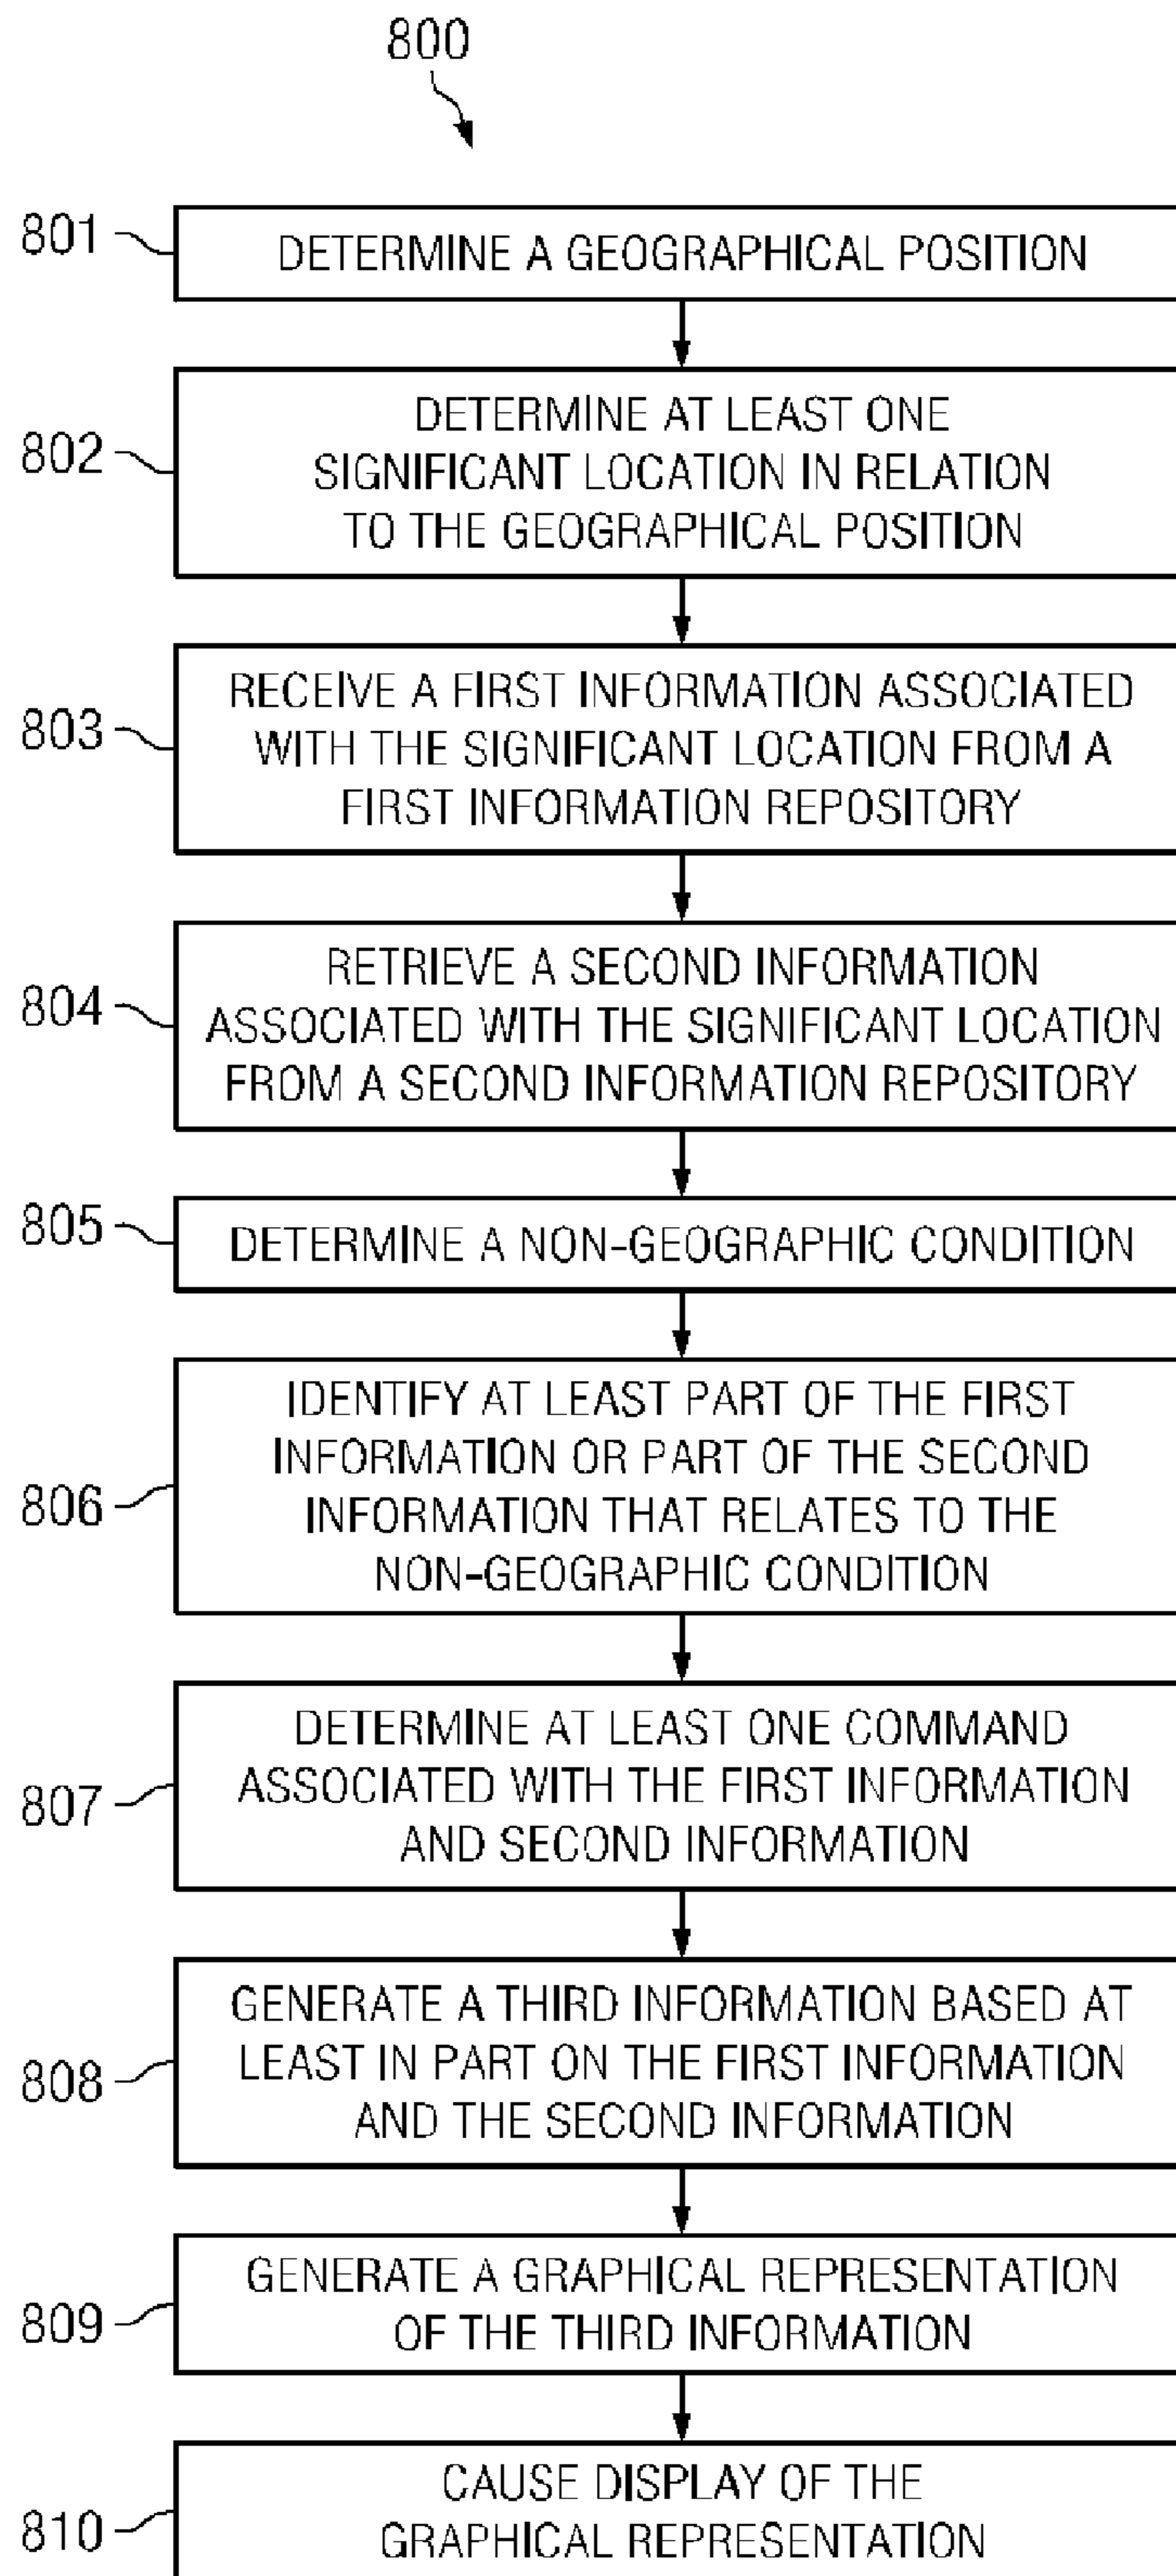 800
801
DETERMINE A GEOGRAPHICAL POSITION
802
DETERMINE AT LEAST ONE
SIGNIFICANT LOCATION IN RELATION
TO THE GEOGRAPHICAL POSITION
803
RECEIVE A FIRST INFORMATION ASSOCIATED
WITH THE SIGNIFICANT LOCATION FROM A
FIRST INFORMATION REPOSITORY
804
RETRIEVE A SECOND INFORMATION
ASSOCIATED WITH THE SIGNIFICANT LOCATION
FROM A SECOND INFORMATION REPOSITORY
805
DETERMINE A NON-GEOGRAPHIC CONDITION
806
IDENTIFY AT LEAST PART OF THE FIRST
INFORMATION OR PART OF THE SECOND
INFORMATION THAT RELATES TO THE
NON-GEOGRAPHIC CONDITION
807
DETERMINE AT LEAST ONE COMMAND
ASSOCIATED WITH THE FIRST INFORMATION
AND SECOND INFORMATION
808
GENERATE A THIRD INFORMATION BASED AT
LEAST IN PART ON THE FIRST INFORMATION
AND THE SECOND INFORMATION
809
GENERATE A GRAPHICAL REPRESENTATION
OF THE THIRD INFORMATION
810
CAUSE DISPLAY OF THE
GRAPHICAL REPRESENTATION